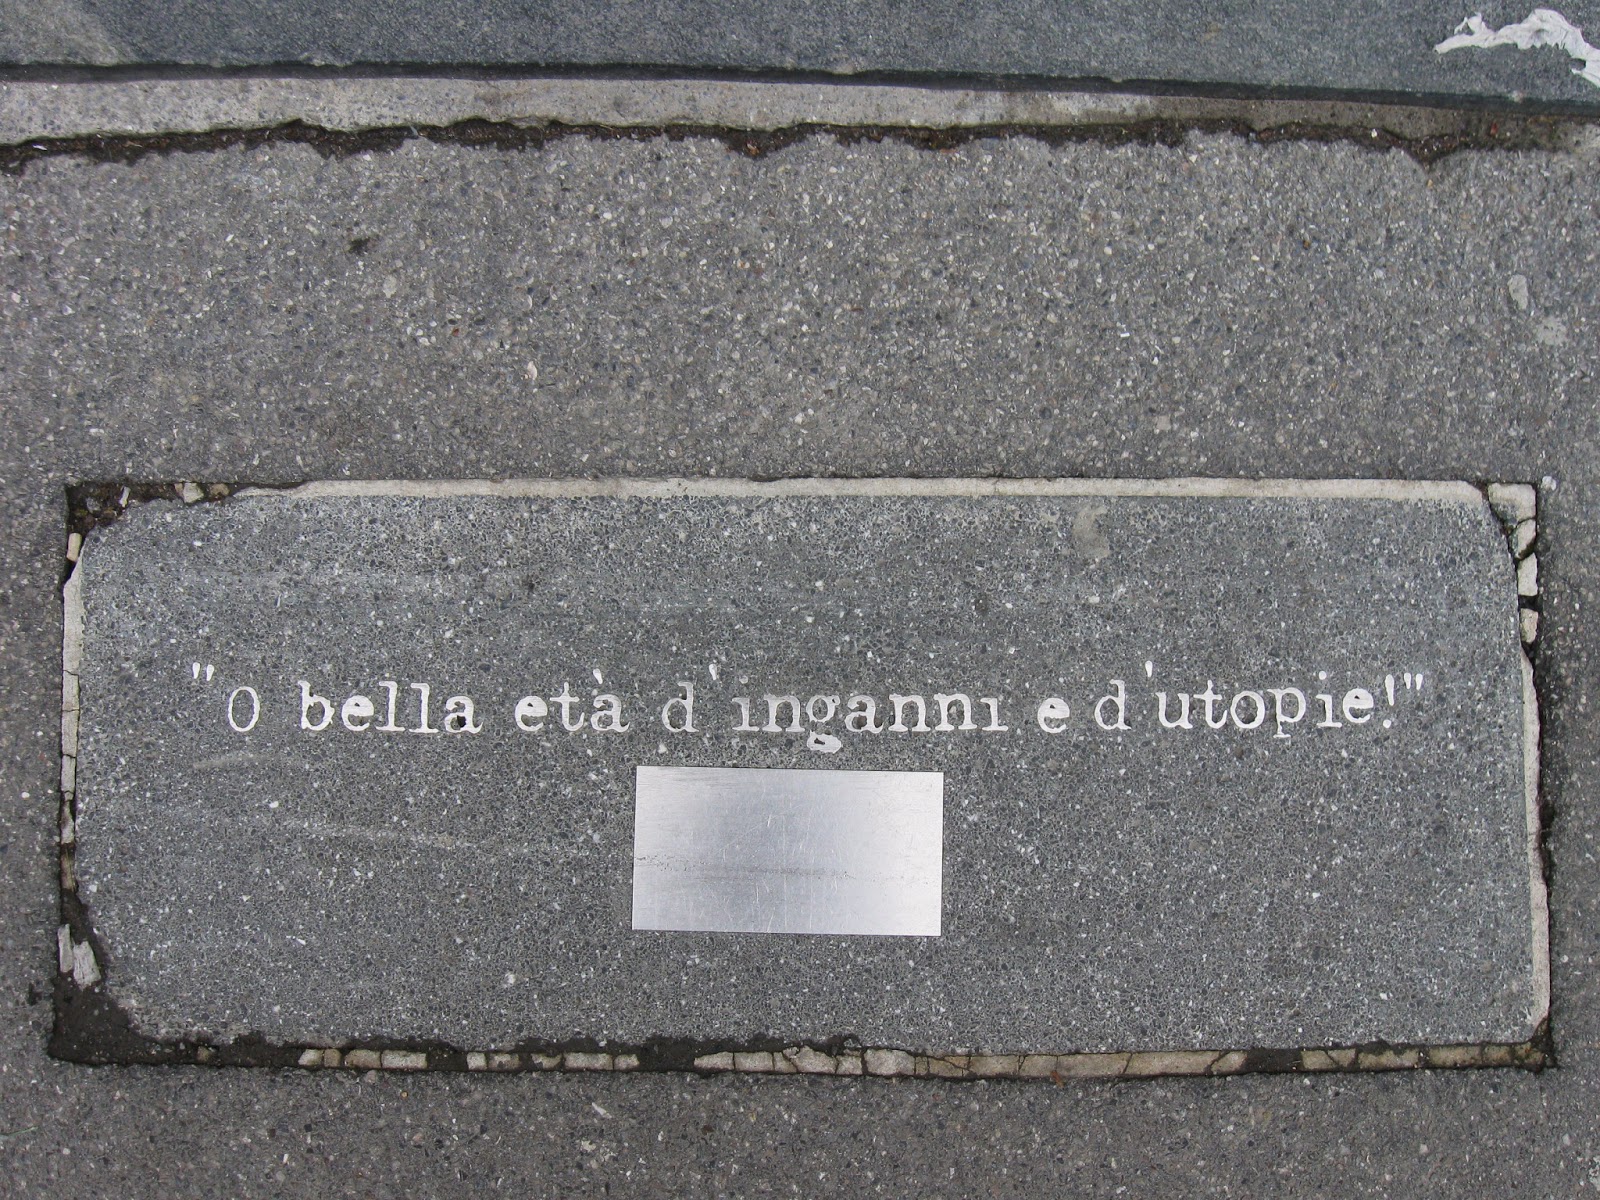 "O bella età d'inganni e d'utopie!"